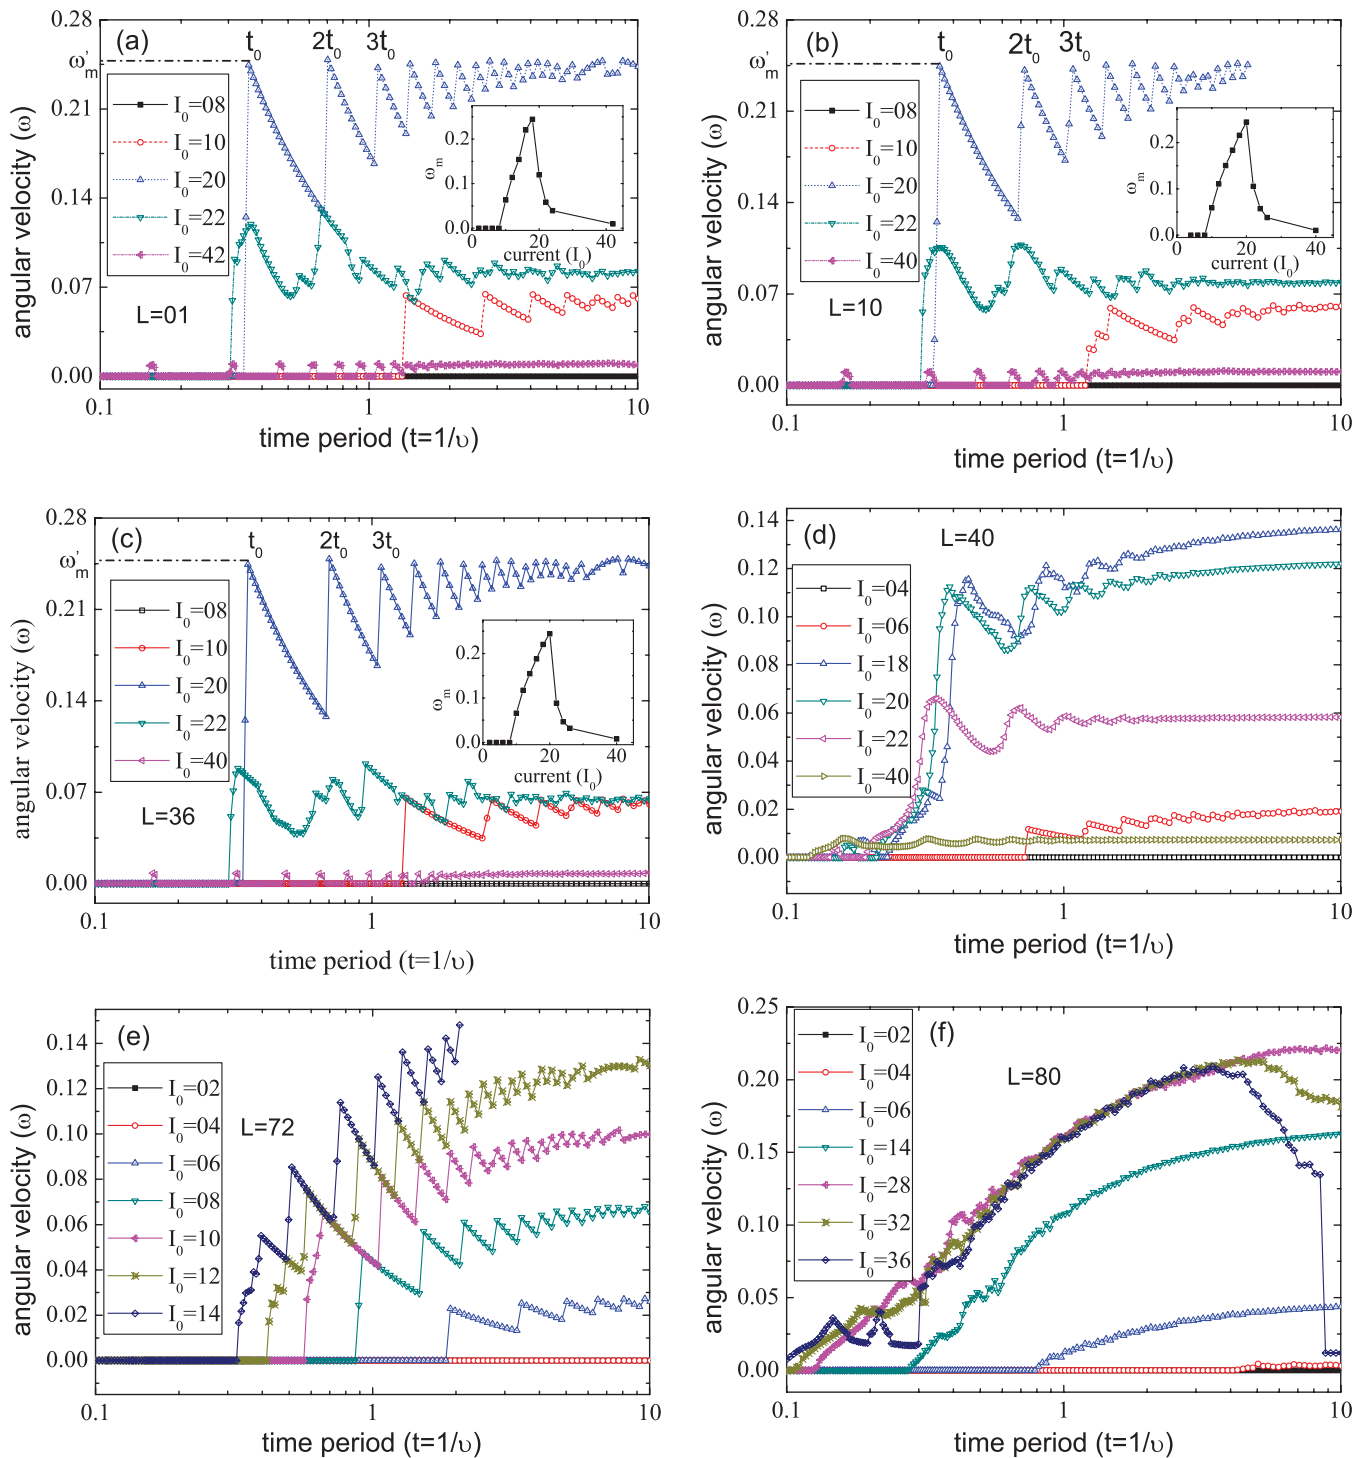 (a)
t₀
2t₀
3t₀
ω'ₘ
0.28
0.21
0.14
0.07
0.00
angular velocity (ω)
I₀=08
I₀=10
I₀=20
I₀=22
I₀=42
L=01
ωₘ
0.2
0.1
0.0
0
20
40
current (I₀)
0.1
1
10
time period (t=1/υ)
(b)
t₀
2t₀
3t₀
ω'ₘ
0.28
0.21
0.14
0.07
0.00
angular velocity (ω)
I₀=08
I₀=10
I₀=20
I₀=22
I₀=40
L=10
ωₘ
0.2
0.1
0.0
0
20
40
current (I₀)
0.1
1
10
time period (t=1/υ)
(c)
t₀
2t₀
3t₀
ω'ₘ
0.28
0.21
0.14
0.07
0.00
angular velocity (ω)
I₀=08
I₀=10
I₀=20
I₀=22
I₀=40
L=36
ωₘ
0.2
0.1
0.0
0
20
40
current (I₀)
0.1
1
10
time period (t=1/υ)
(d)
L=40
0.14
0.12
0.10
0.08
0.06
0.04
0.02
0.00
angular velocity (ω)
I₀=04
I₀=06
I₀=18
I₀=20
I₀=22
I₀=40
0.1
1
10
time period (t=1/υ)
(e)
0.14
0.12
0.10
0.08
0.06
0.04
0.02
0.00
angular velocity (ω)
I₀=02
I₀=04
I₀=06
I₀=08
I₀=10
I₀=12
I₀=14
L=72
0.1
1
10
time period (t=1/υ)
(f)
L=80
0.25
0.20
0.15
0.10
0.05
0.00
angular velocity (ω)
I₀=02
I₀=04
I₀=06
I₀=14
I₀=28
I₀=32
I₀=36
0.1
1
10
time period (t=1/υ)